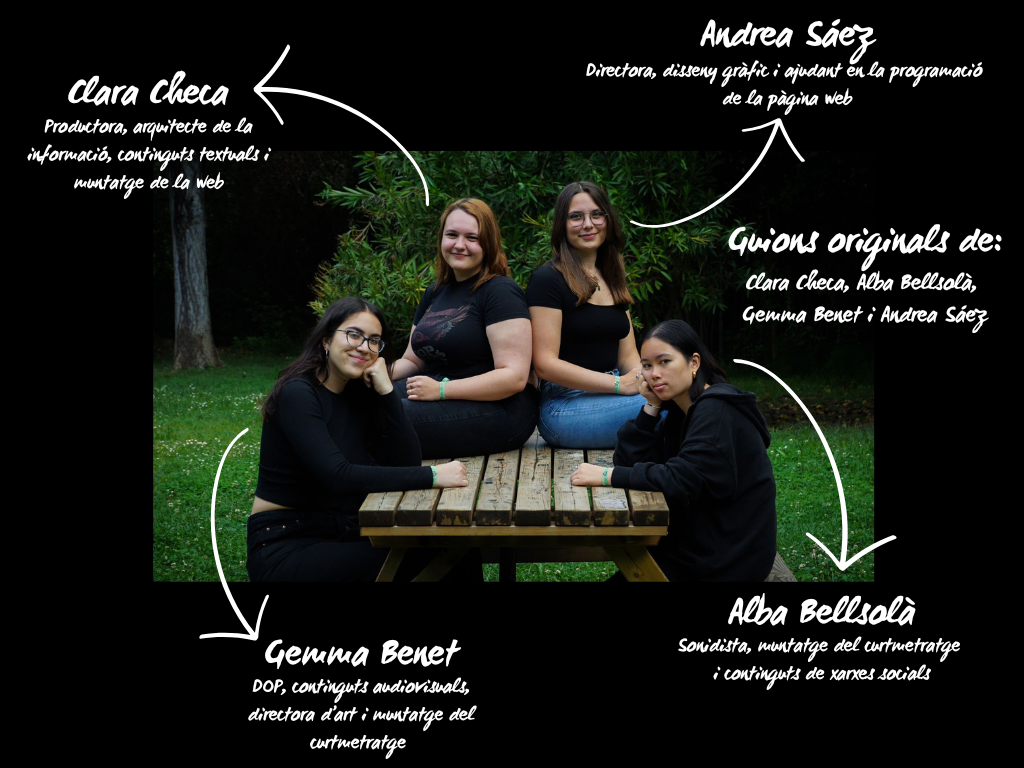 Clara Checa
Productora, arquitecte de la
informació, continguts textuals i
muntatge de la web
Andrea Sáez
Directora, disseny gràfic i ajudant en la programació
de la pàgina web
Guions originals de:
Clara Checa, Alba Bellsolà,
Gemma Benet i Andrea Sáez
Gemma Benet
DOP, continguts audiovisuals,
directora d'art i muntatge del
curtmetratge
Alba Bellsolà
Sonidista, muntatge del curtmetratge
i continguts de xarxes socials